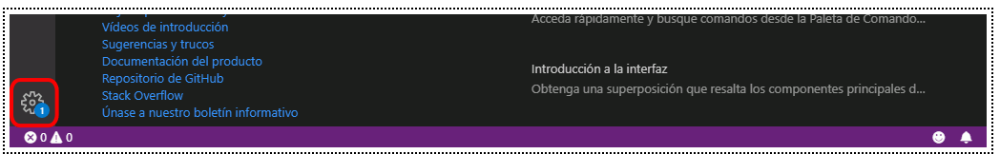 Vídeos de introducción
Sugerencias y trucos
Documentación del producto
Repositorio de GitHub
Stack Overflow
Únase a nuestro boletín informativo
Acceda rápidamente y busque comandos desde la Paleta de Comando...
Introducción a la interfaz
Obtenga una superposición que resalta los componentes principales d...
1
0
0